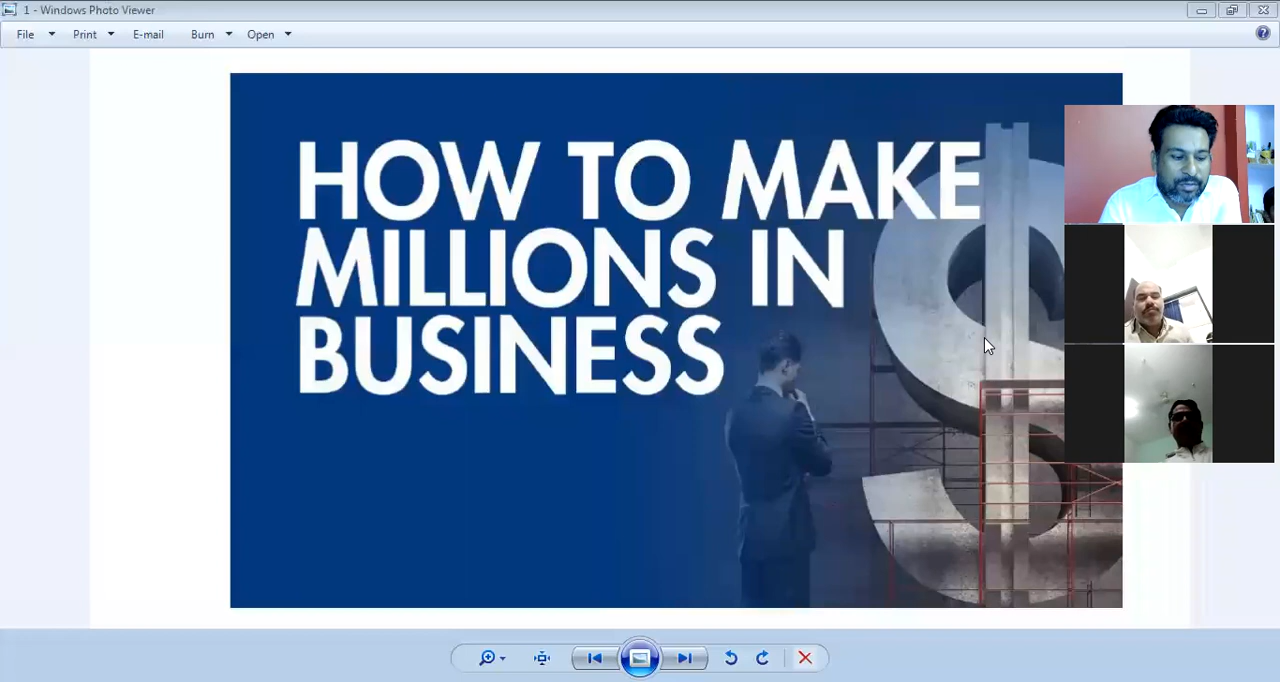 1 - Windows Photo Viewer
File Print E-mail Burn Open
HOW TO MAKE
MILLIONS IN
BUSINESS